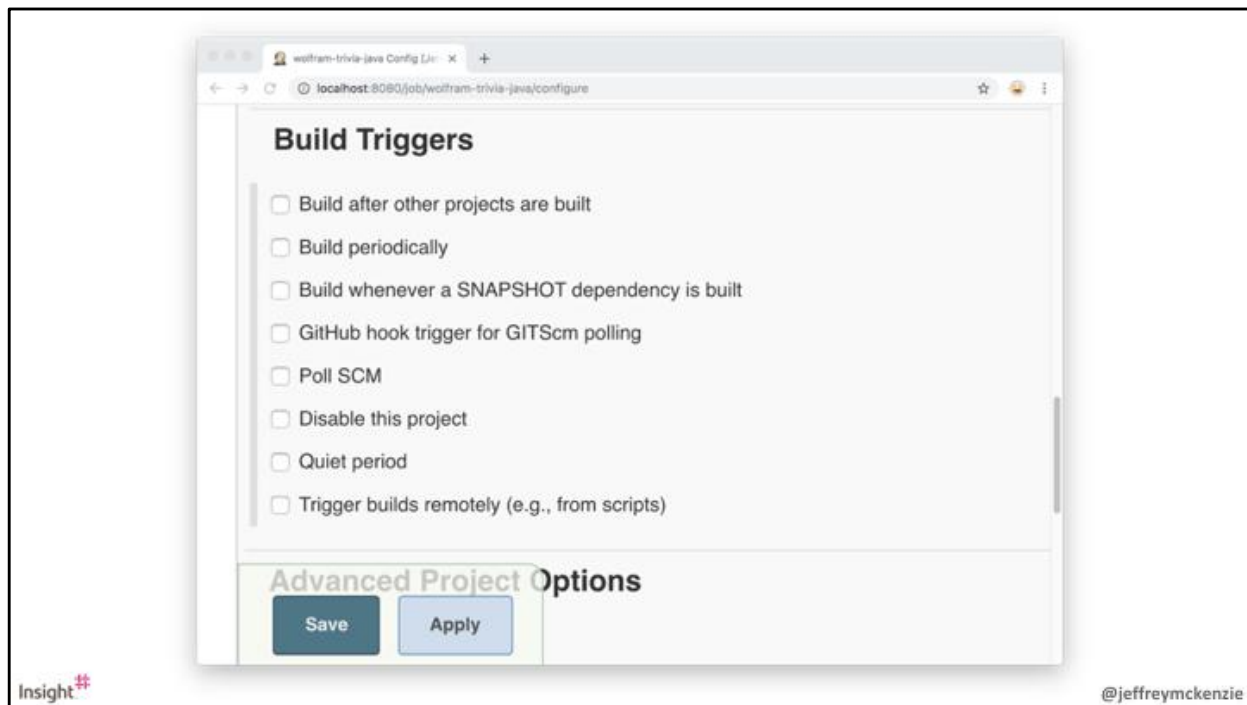 wolfram-trivia-java Config [Je
localhost:8080/job/wolfram-trivia-java/configure
Build Triggers
Build after other projects are built
Build periodically
Build whenever a SNAPSHOT dependency is built
GitHub hook trigger for GITScm polling
Poll SCM
Disable this project
Quiet period
Trigger builds remotely (e.g., from scripts)
Advanced Project Options
Save Apply
Insight
@jeffreymckenzie